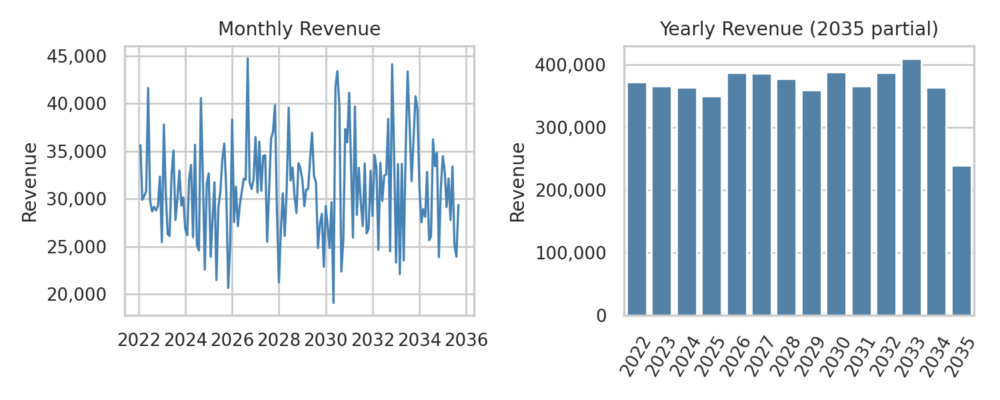 Monthly Revenue
Revenue
45,000
40,000
35,000
30,000
25,000
20,000
2022 2024 2026 2028 2030 2032 2034 2036
Yearly Revenue (2035 partial)
Revenue
400,000
300,000
200,000
100,000
0
2022 2023 2024 2025 2026 2027 2028 2029 2030 2031 2032 2033 2034 2035